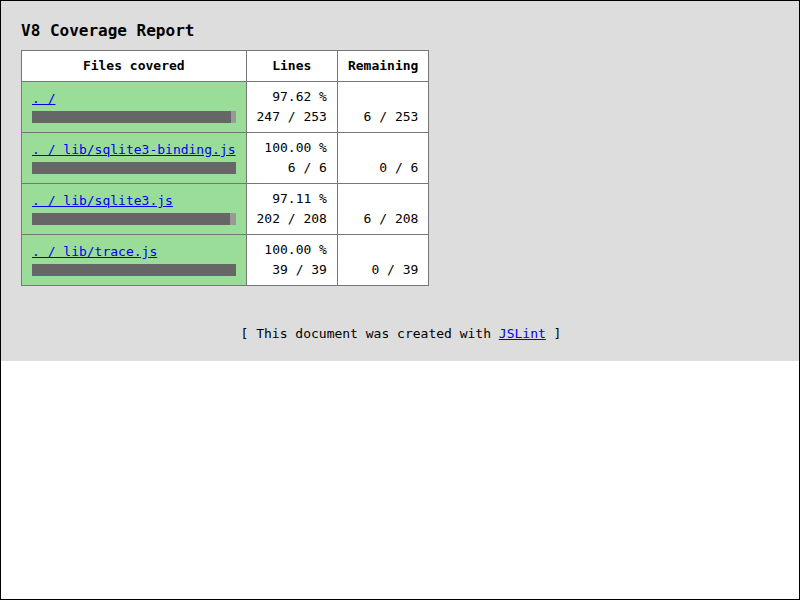 V8 Coverage Report
Files covered Lines Remaining
. / 97.62 %
247 / 253 6 / 253
. / lib/sqlite3-binding.js 100.00 %
6 / 6 0 / 6
. / lib/sqlite3.js 97.11 %
202 / 208 6 / 208
. / lib/trace.js 100.00 %
39 / 39 0 / 39
[ This document was created with JSLint ]